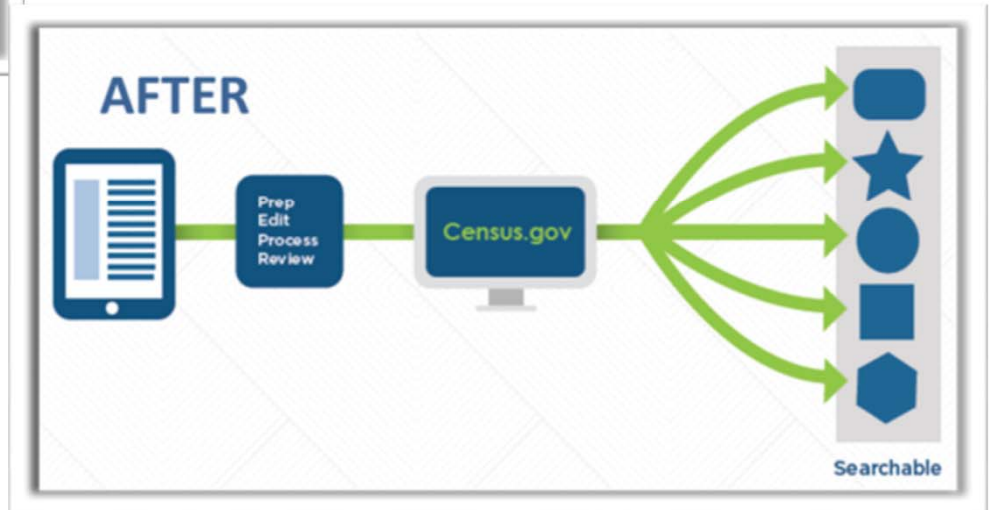 AFTER
Prep
Edit
Process
Review
Census.gov
Searchable